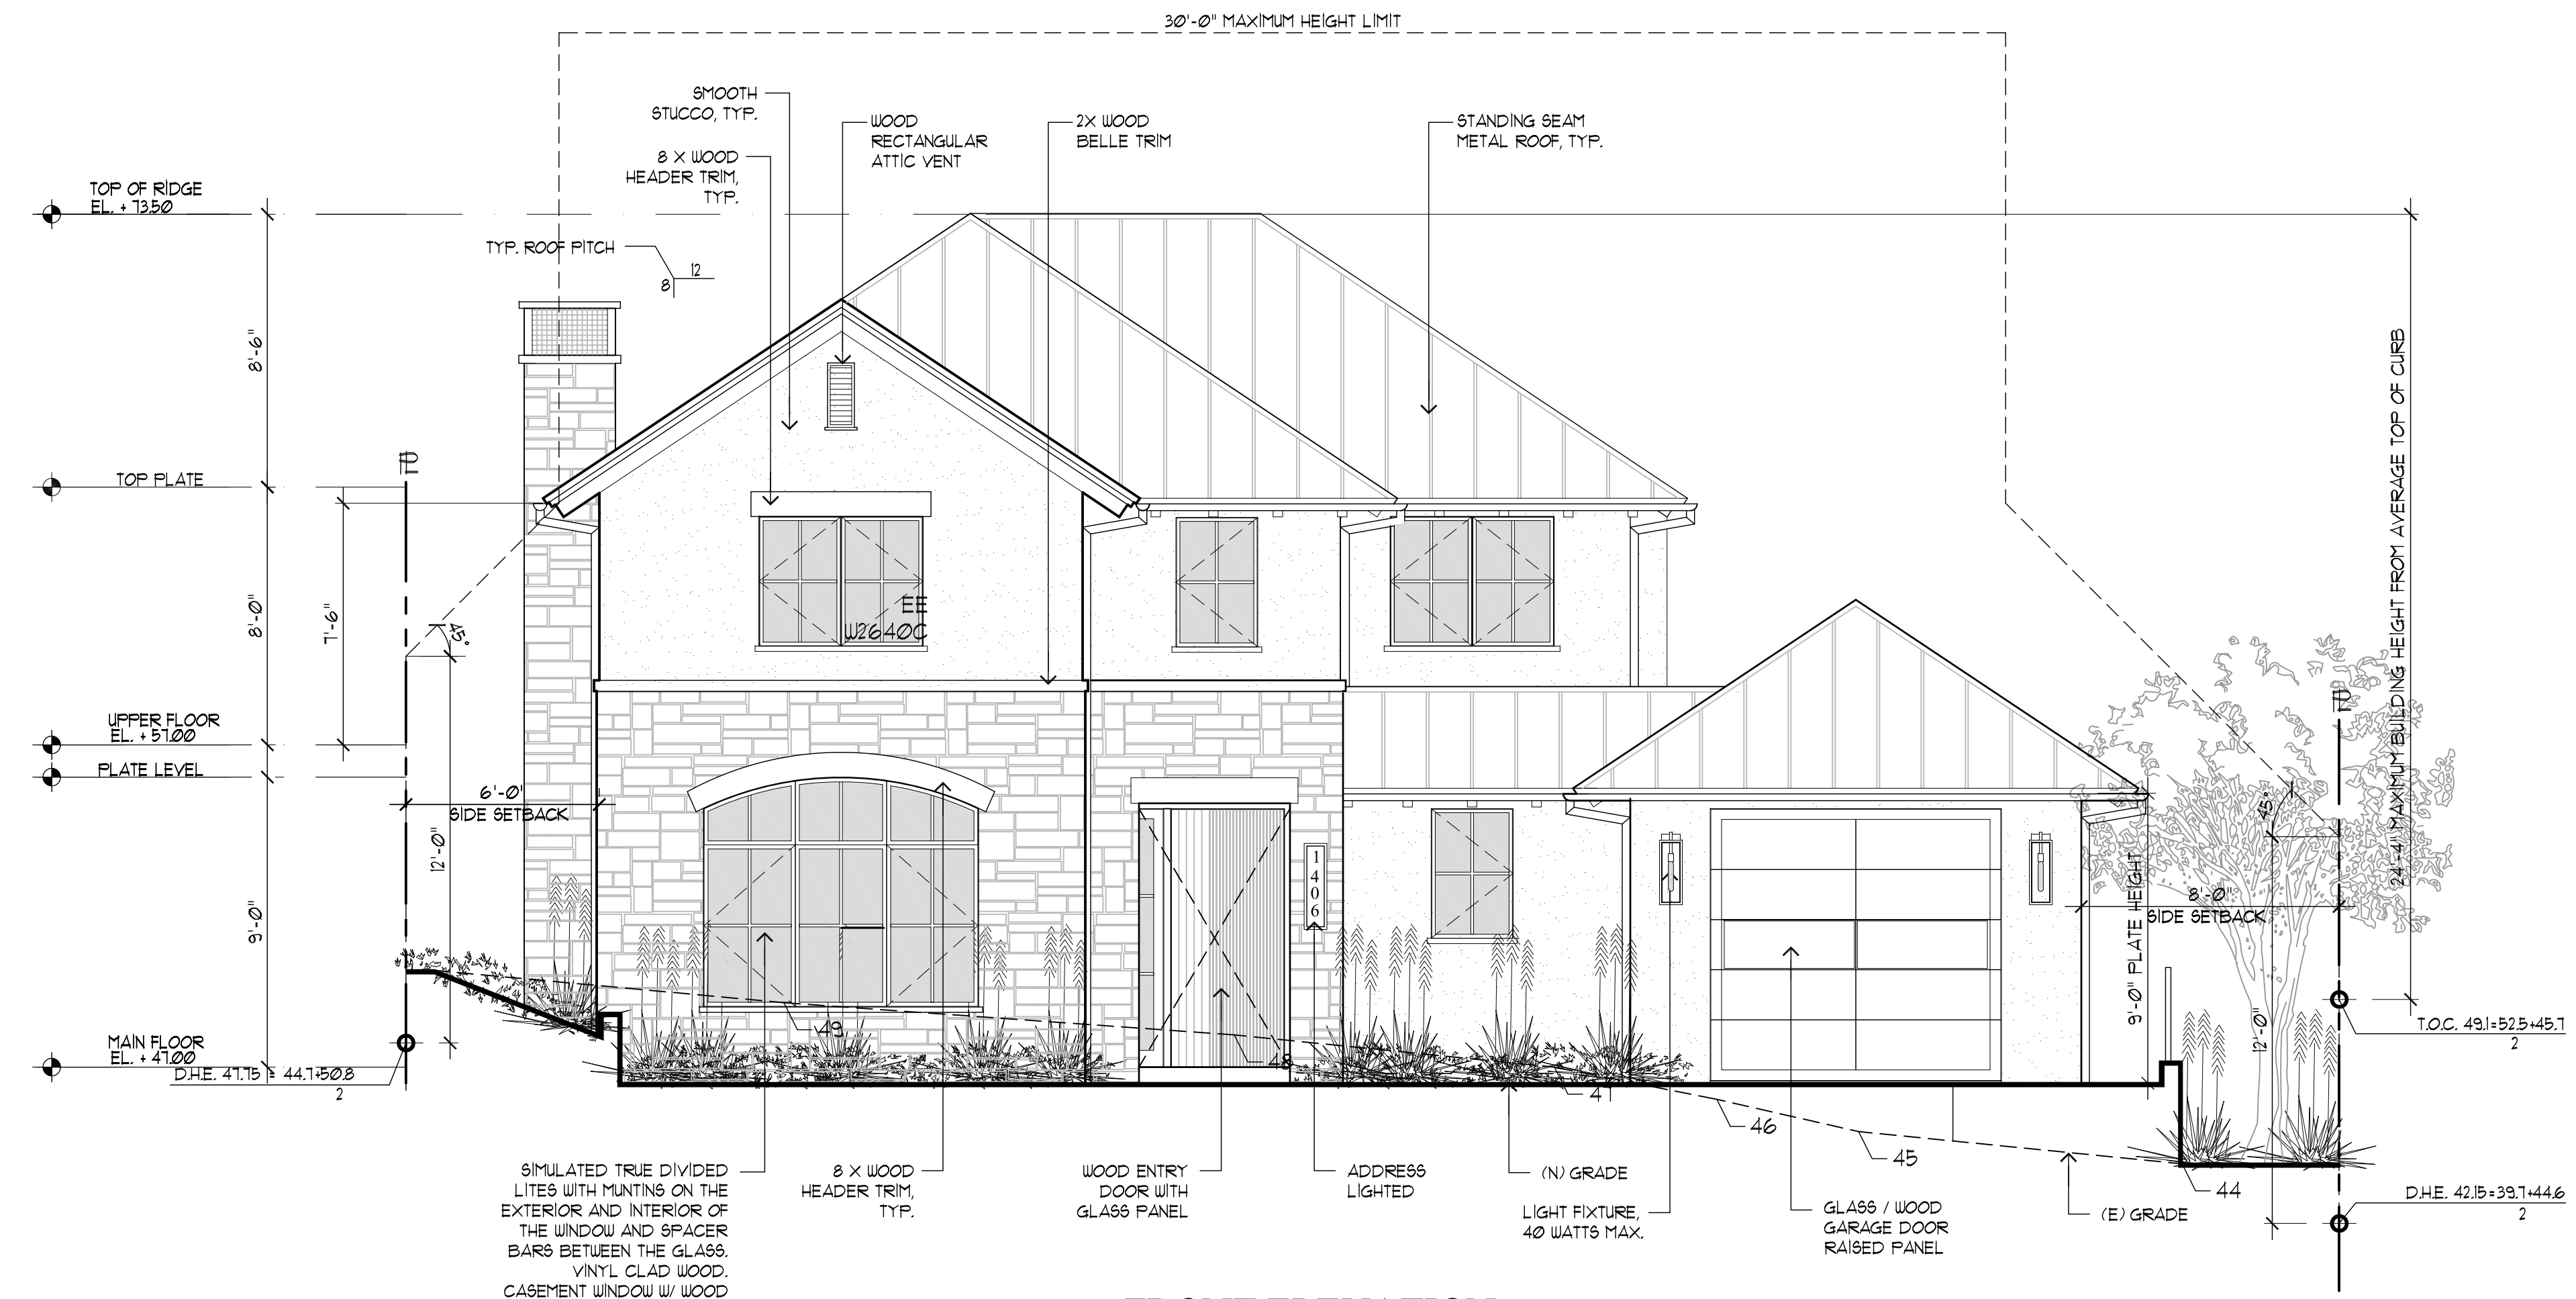 30'-0" MAXIMUM HEIGHT LIMIT
SMOOTH
STUCCO, TYP.
8 X WOOD
HEADER TRIM,
TYP.
WOOD
RECTANGULAR
ATTIC VENT
2X WOOD
BELLE TRIM
STANDING SEAM
METAL ROOF, TYP.
TOP OF RIDGE
EL. + 73.50
TYP. ROOF PITCH
12
8
8'-6"
TOP PLATE
8'-0"
7'-6"
45°
UPPER FLOOR
EL. + 57.00
PLATE LEVEL
6'-0"
SIDE SETBACK
12'-0"
9'-0"
MAIN FLOOR
EL. + 47.00
D.H.E. 47.75 = 44.7+50.8
2
W2640C
1
4
0
6
49
48
47
46
45
44
24'-4" MAXIMUM BUILDING HEIGHT FROM AVERAGE TOP OF CURB
45°
8'-0"
SIDE SETBACK
9'-0" PLATE HEIGHT
12'-0"
T.O.C. 49.1=52.5+45.7
2
D.H.E. 42.15=39.7+44.6
2
SIMULATED TRUE DIVIDED
LITES WITH MUNTINS ON THE
EXTERIOR AND INTERIOR OF
THE WINDOW AND SPACER
BARS BETWEEN THE GLASS.
VINYL CLAD WOOD.
CASEMENT WINDOW W/ WOOD
8 X WOOD
HEADER TRIM,
TYP.
WOOD ENTRY
DOOR WITH
GLASS PANEL
ADDRESS
LIGHTED
(N) GRADE
LIGHT FIXTURE,
40 WATTS MAX.
GLASS / WOOD
GARAGE DOOR
RAISED PANEL
(E) GRADE